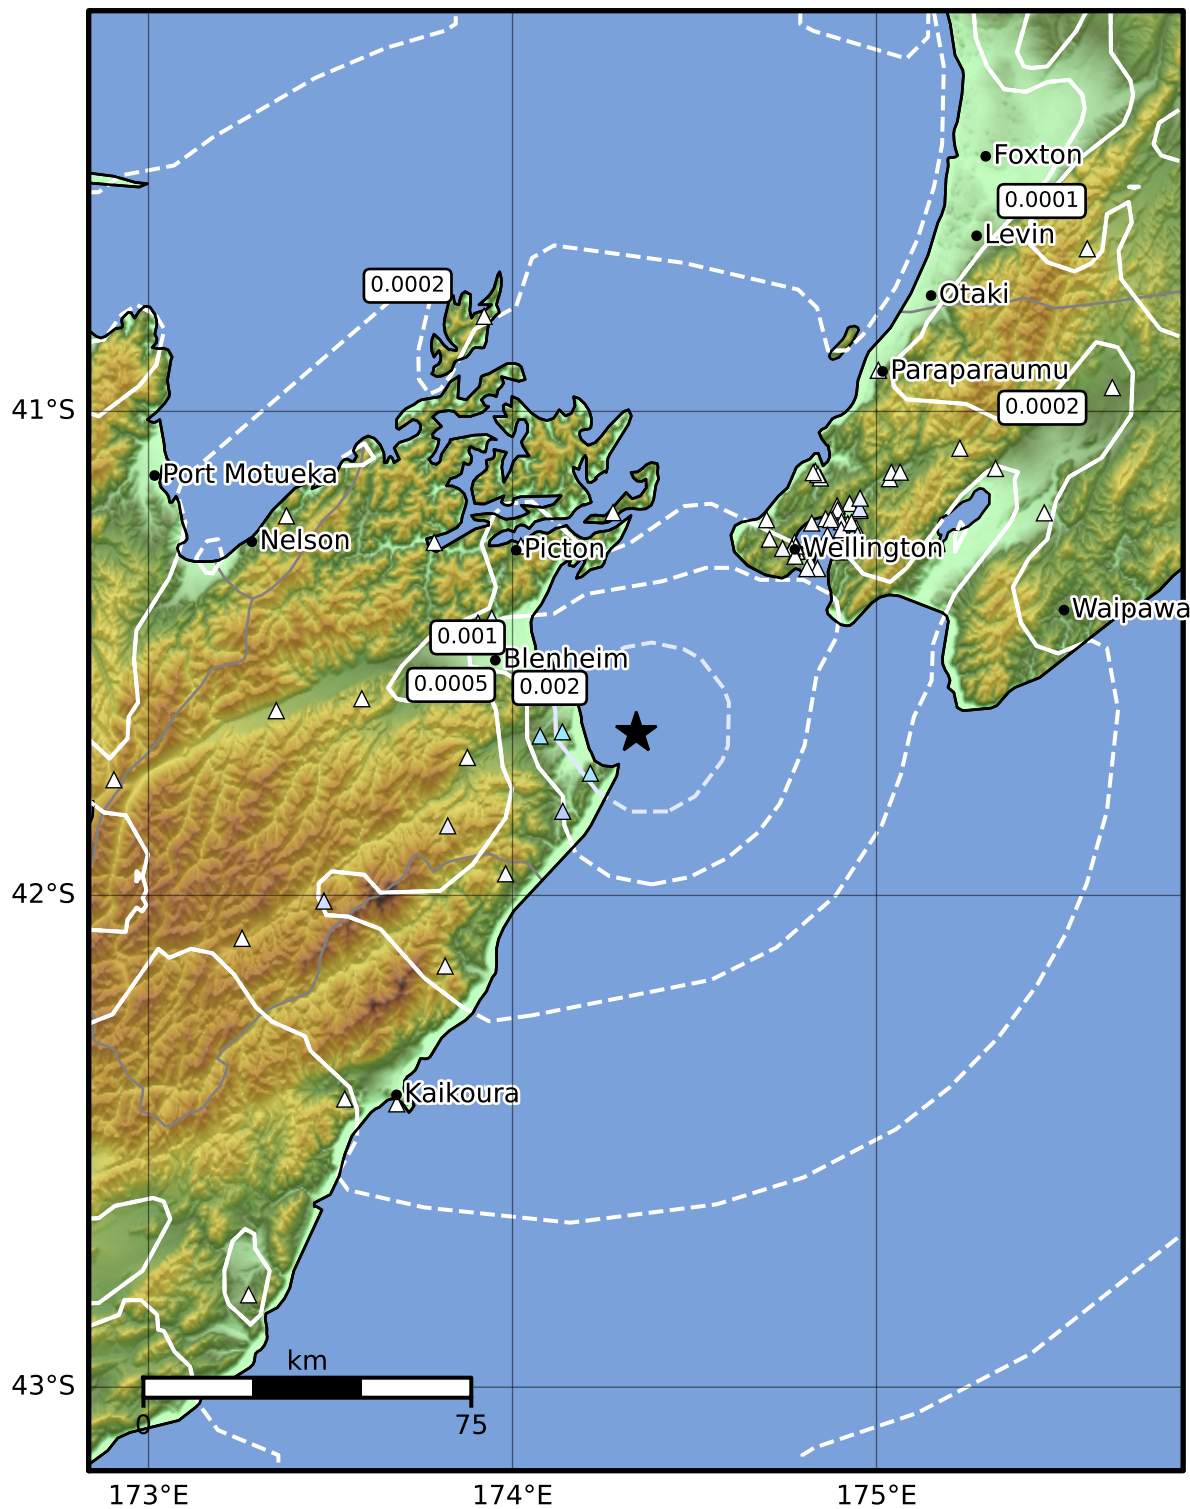 Foxton
0.0001
Levin
0.0002
Otaki
Paraparaumu
41°S
0.0002
Port Motueka
Nelson
Picton
Wellington
Waipawa
0.001
Blenheim
0.0005
0.002
42°S
Kaikoura
km
43°S
0
75
173°E
174°E
175°E